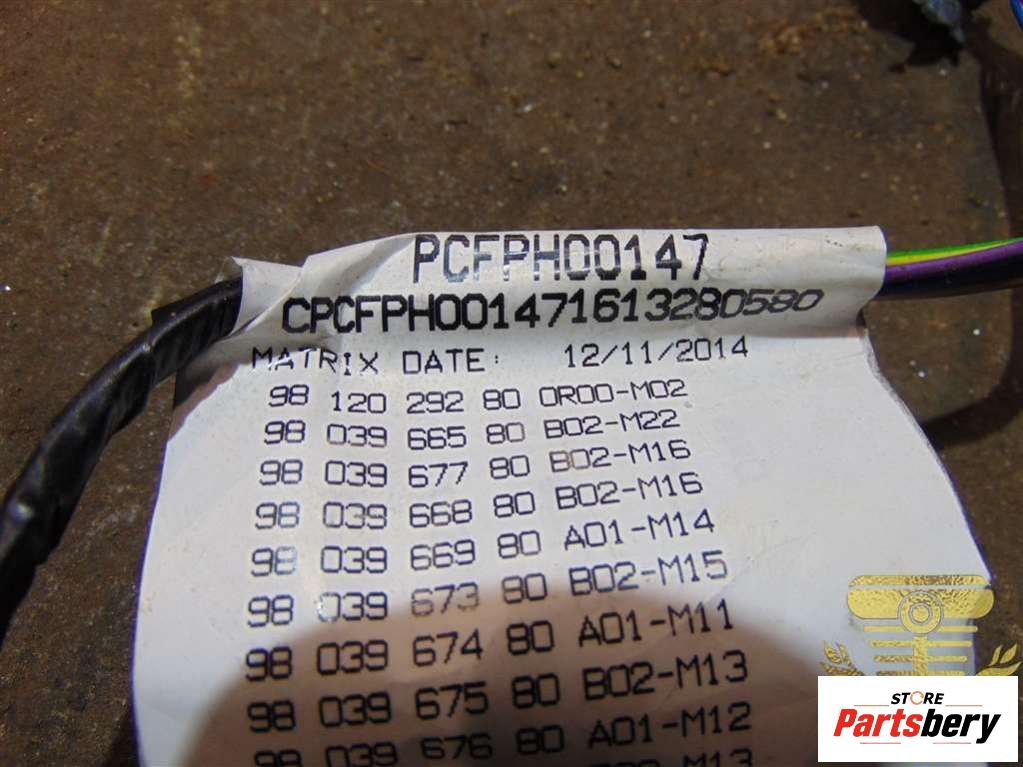 PCFPH00147
CPCFPH001471613280580
MATRIX DATE: 12/11/2014
98 120 292 80 0R00-M02
98 039 665 80 B02-M22
98 039 677 80 B02-M16
98 039 668 80 B02-M16
98 039 669 80 A01-M14
98 039 673 80 B02-M15
98 039 674 80 A01-M11
98 039 675 80 B02-M13
98 039 676 80 A01-M12
STORE
Partsbery